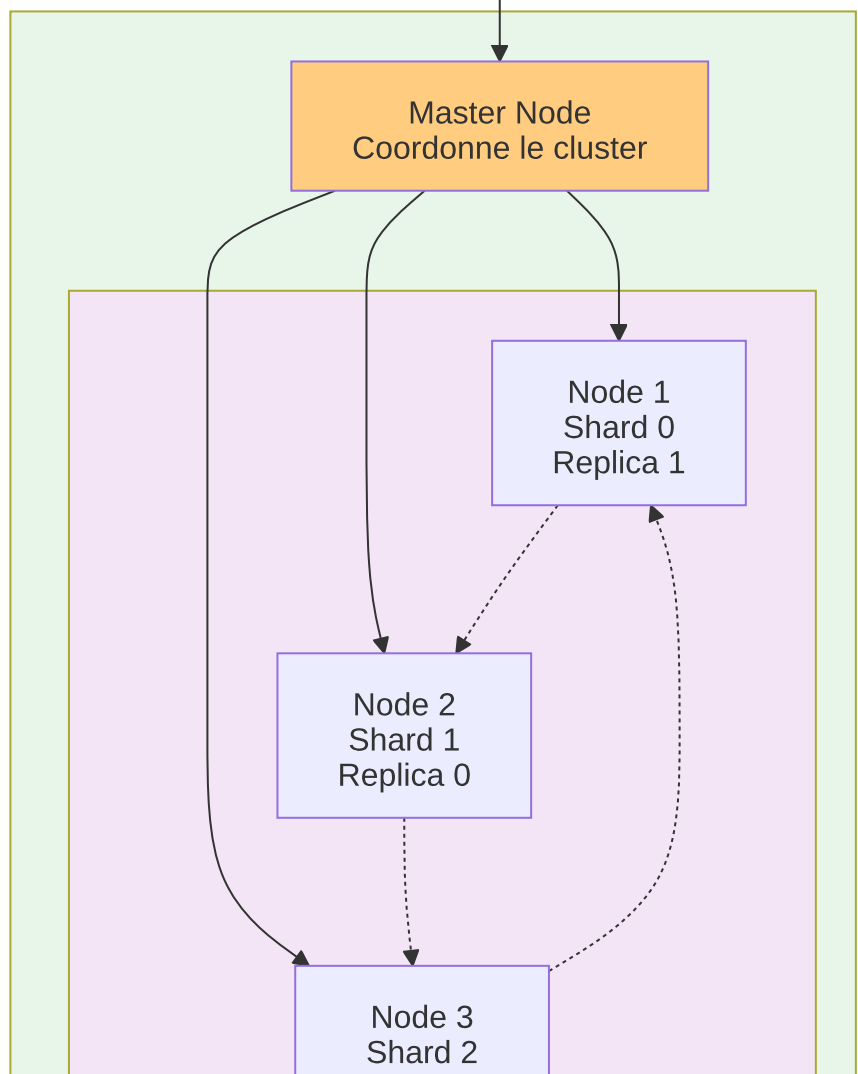 Master Node
Coordonne le cluster
Node 1
Shard 0
Replica 1
Node 2
Shard 1
Replica 0
Node 3
Shard 2